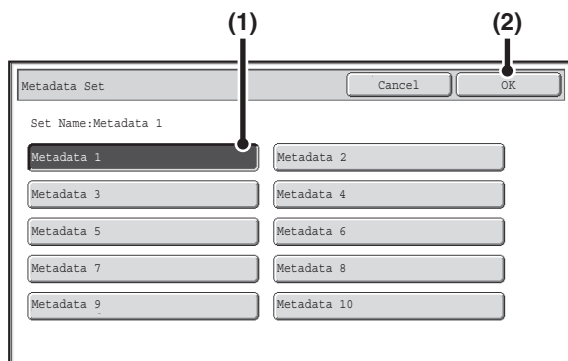 (1) (2)
Metadata Set Cancel OK
Set Name:Metadata 1
Metadata 1 Metadata 2
Metadata 3 Metadata 4
Metadata 5 Metadata 6
Metadata 7 Metadata 8
Metadata 9 Metadata 10